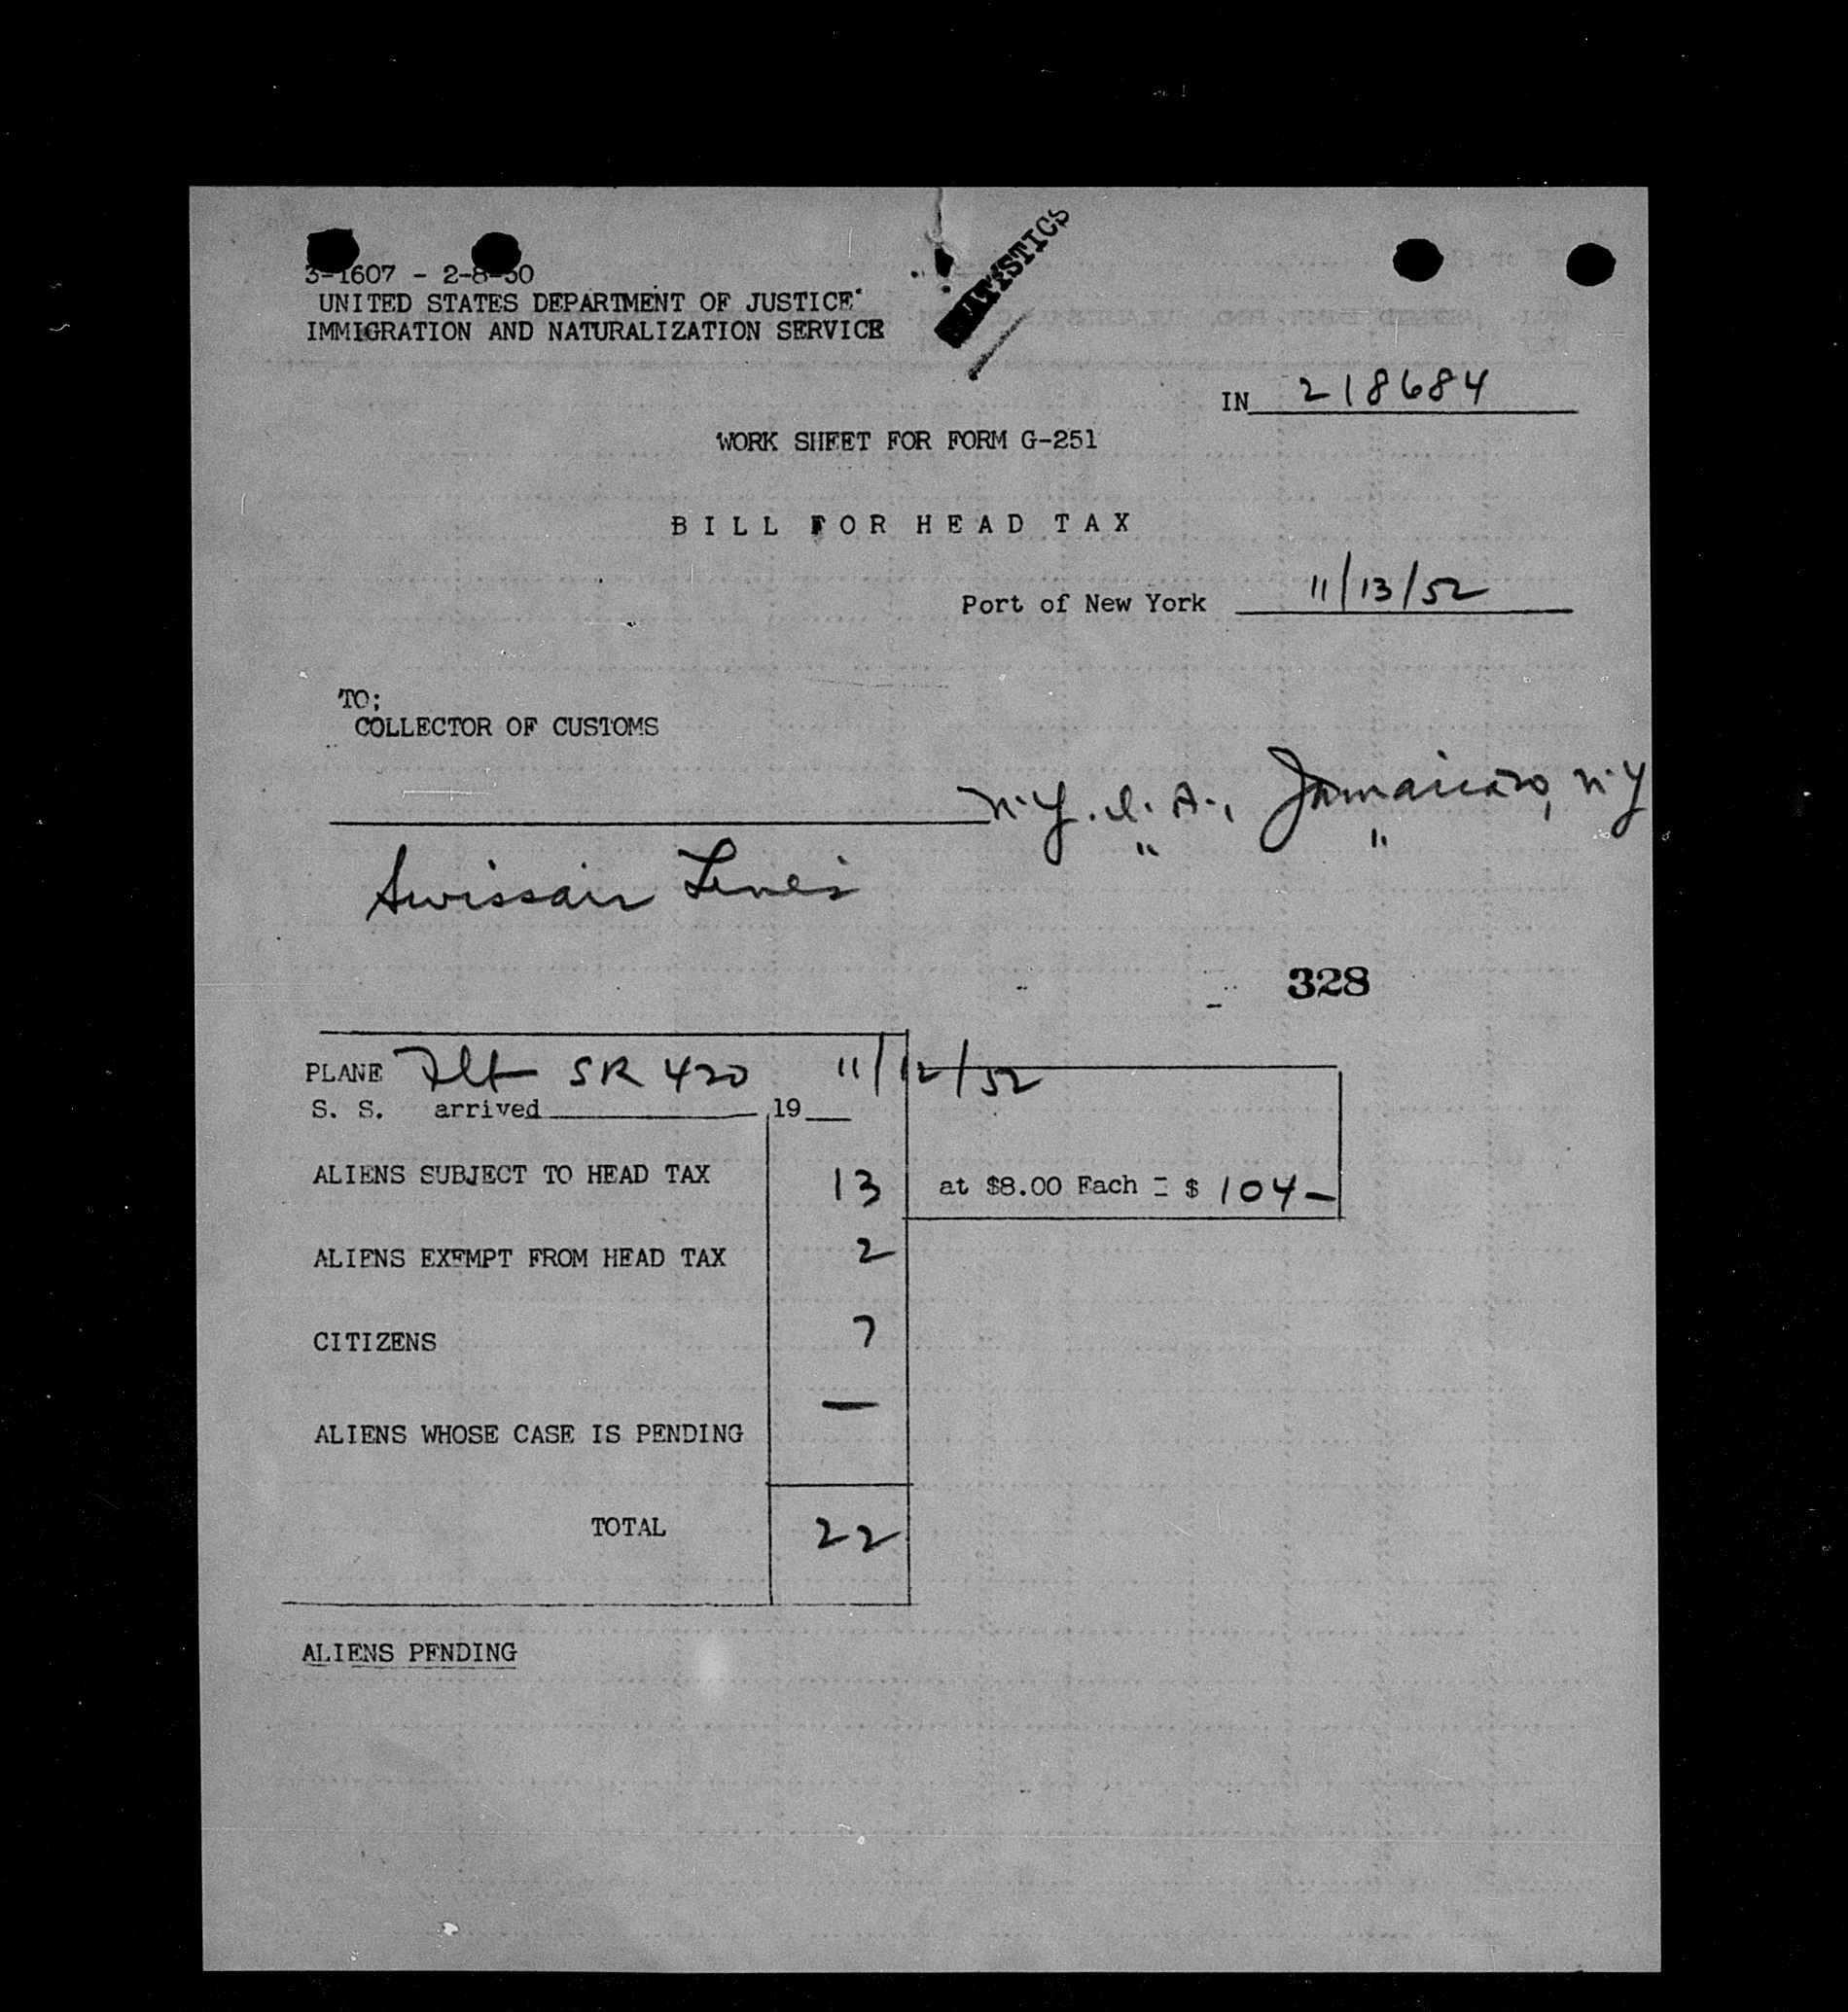 3-1607 - 2-8-50
UNITED STATES DEPARTMENT OF JUSTICE
IMMIGRATION AND NATURALIZATION SERVICE
STATISTICS
IN 218684
WORK SHEET FOR FORM G-251
BILL FOR HEAD TAX
Port of New York 11/13/52
TO;
COLLECTOR OF CUSTOMS
N.Y.I.A., N.Y
Swissair Lines
328
PLANE Flt SR 420 11/12/52
S. S. arrived ,19
ALIENS SUBJECT TO HEAD TAX 13 at $8.00 Each = $ 104-
ALIENS EXEMPT FROM HEAD TAX 2
CITIZENS 7
ALIENS WHOSE CASE IS PENDING —
TOTAL 22
ALIENS PENDING